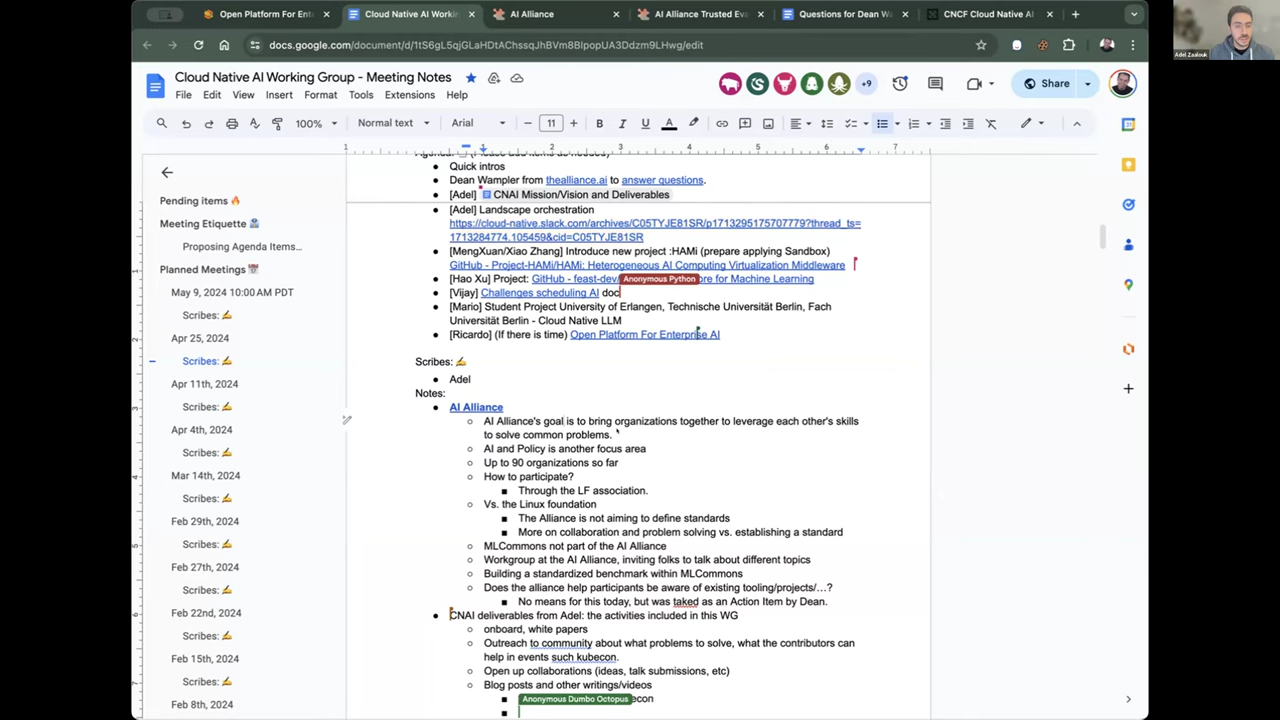 Open Platform For Ent
Cloud Native AI Workin
AI Alliance
AI Alliance Trusted Ev
Questions for Dean W
CNCF Cloud Native AI
docs.google.com/document/d/1tS6gL5qjGLaHDtAChssqJhBVm8BlpopUA3Ddzm9LHwg/edit
Adel Zaalouk
Cloud Native AI Working Group - Meeting Notes
+9
Share
File Edit View Insert Format Tools Extensions Help
100% Normal text Arial 11 B I U A
1 1 2 3 4 5 6 7
Pending items 🔥
Meeting Etiquette
Proposing Agenda Items...
Planned Meetings 📅
May 9, 2024 10:00 AM PDT
Scribes: ✍️
Apr 25, 2024
Scribes: ✍️
Apr 11th, 2024
Scribes: ✍️
Apr 4th, 2024
Scribes: ✍️
Mar 14th, 2024
Scribes: ✍️
Feb 29th, 2024
Scribes: ✍️
Feb 27th, 2024
Scribes: ✍️
Feb 22nd, 2024
Scribes: ✍️
Feb 15th, 2024
Scribes: ✍️
Feb 8th, 2024
Quick intros
Dean Wampler from thealliance.ai to answer questions.
[Adel] CNAI Mission/Vision and Deliverables
[Adel] Landscape orchestration
https://cloud-native.slack.com/archives/C05TYJE81SR/p1713295175707779?thread_ts=
1713284774.105459&cid=C05TYJE81SR
[MengXuan/Xiao Zhang] Introduce new project :HAMi (prepare applying Sandbox)
GitHub - Project-HAMi/HAMi: Heterogeneous AI Computing Virtualization Middleware
[Hao Xu] Project: GitHub - feast-dev/ Anonymous Python ore for Machine Learning
[Vijay] Challenges scheduling AI doc
[Mario] Student Project University of Erlangen, Technische Universität Berlin, Fach
Universität Berlin - Cloud Native LLM
[Ricardo] (If there is time) Open Platform For Enterprise AI
Scribes: ✍️
Adel
Notes:
AI Alliance
AI Alliance's goal is to bring organizations together to leverage each other's skills
to solve common problems.
AI and Policy is another focus area
Up to 90 organizations so far
How to participate?
Through the LF association.
Vs. the Linux foundation
The Alliance is not aiming to define standards
More on collaboration and problem solving vs. establishing a standard
MLCommons not part of the AI Alliance
Workgroup at the AI Alliance, inviting folks to talk about different topics
Building a standardized benchmark within MLCommons
Does the alliance help participants be aware of existing tooling/projects/…?
No means for this today, but was taked as an Action Item by Dean.
CNAI deliverables from Adel: the activities included in this WG
onboard, white papers
Outreach to community about what problems to solve, what the contributors can
help in events such kubecon.
Open up collaborations (ideas, talk submissions, etc)
Blog posts and other writings/videos
Anonymous Dumbo Octopus econ